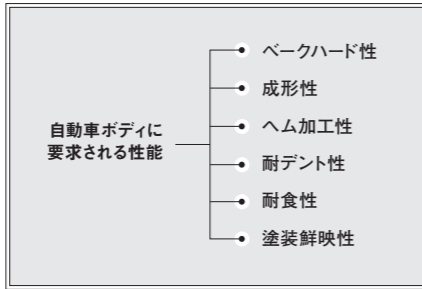 自動車ボディに
要求される性能
ベークハード性
成形性
ヘム加工性
耐デント性
耐食性
塗装鮮映性